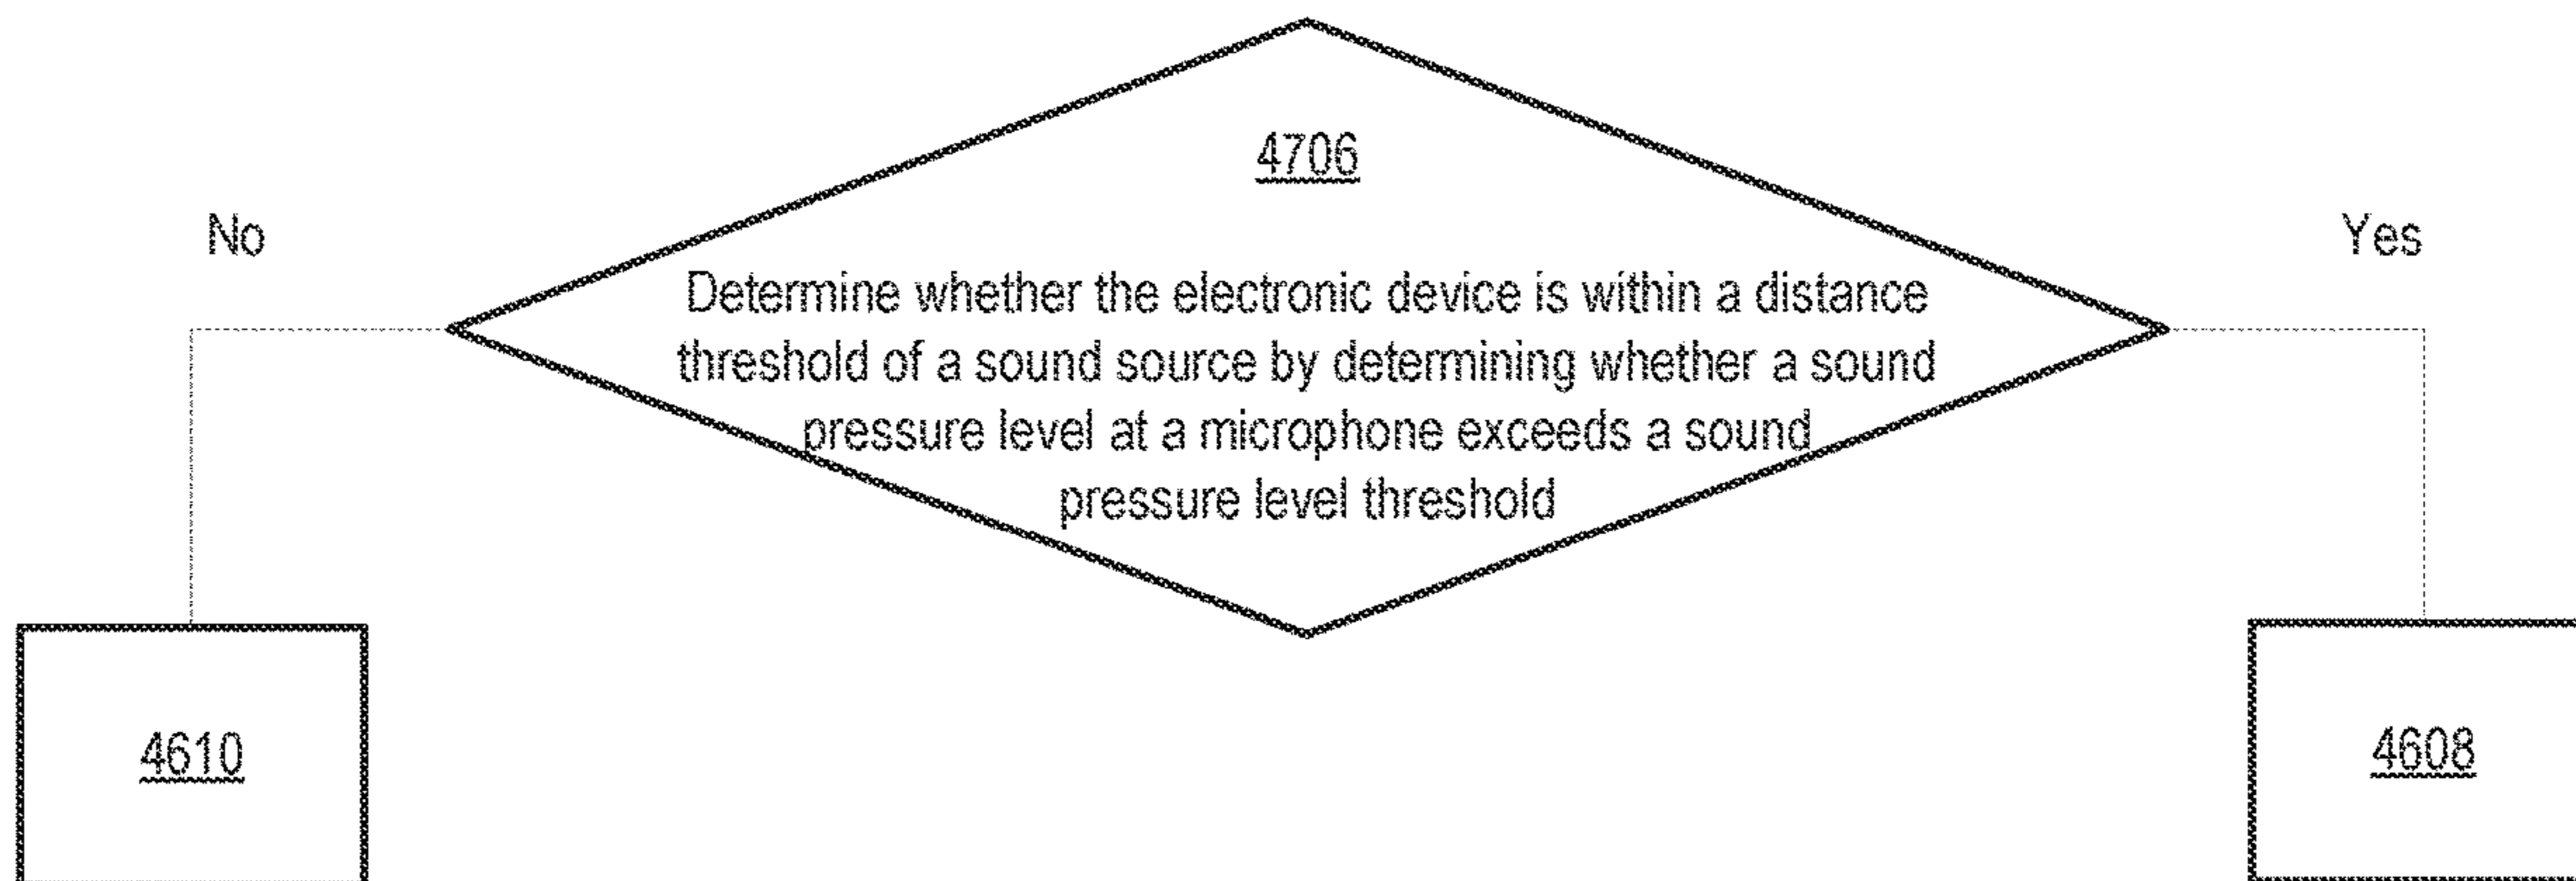 4706
No
Yes
Determine whether the electronic device is within a distance
threshold of a sound source by determining whether a sound
pressure level at a microphone exceeds a sound
pressure level threshold
4610
4608